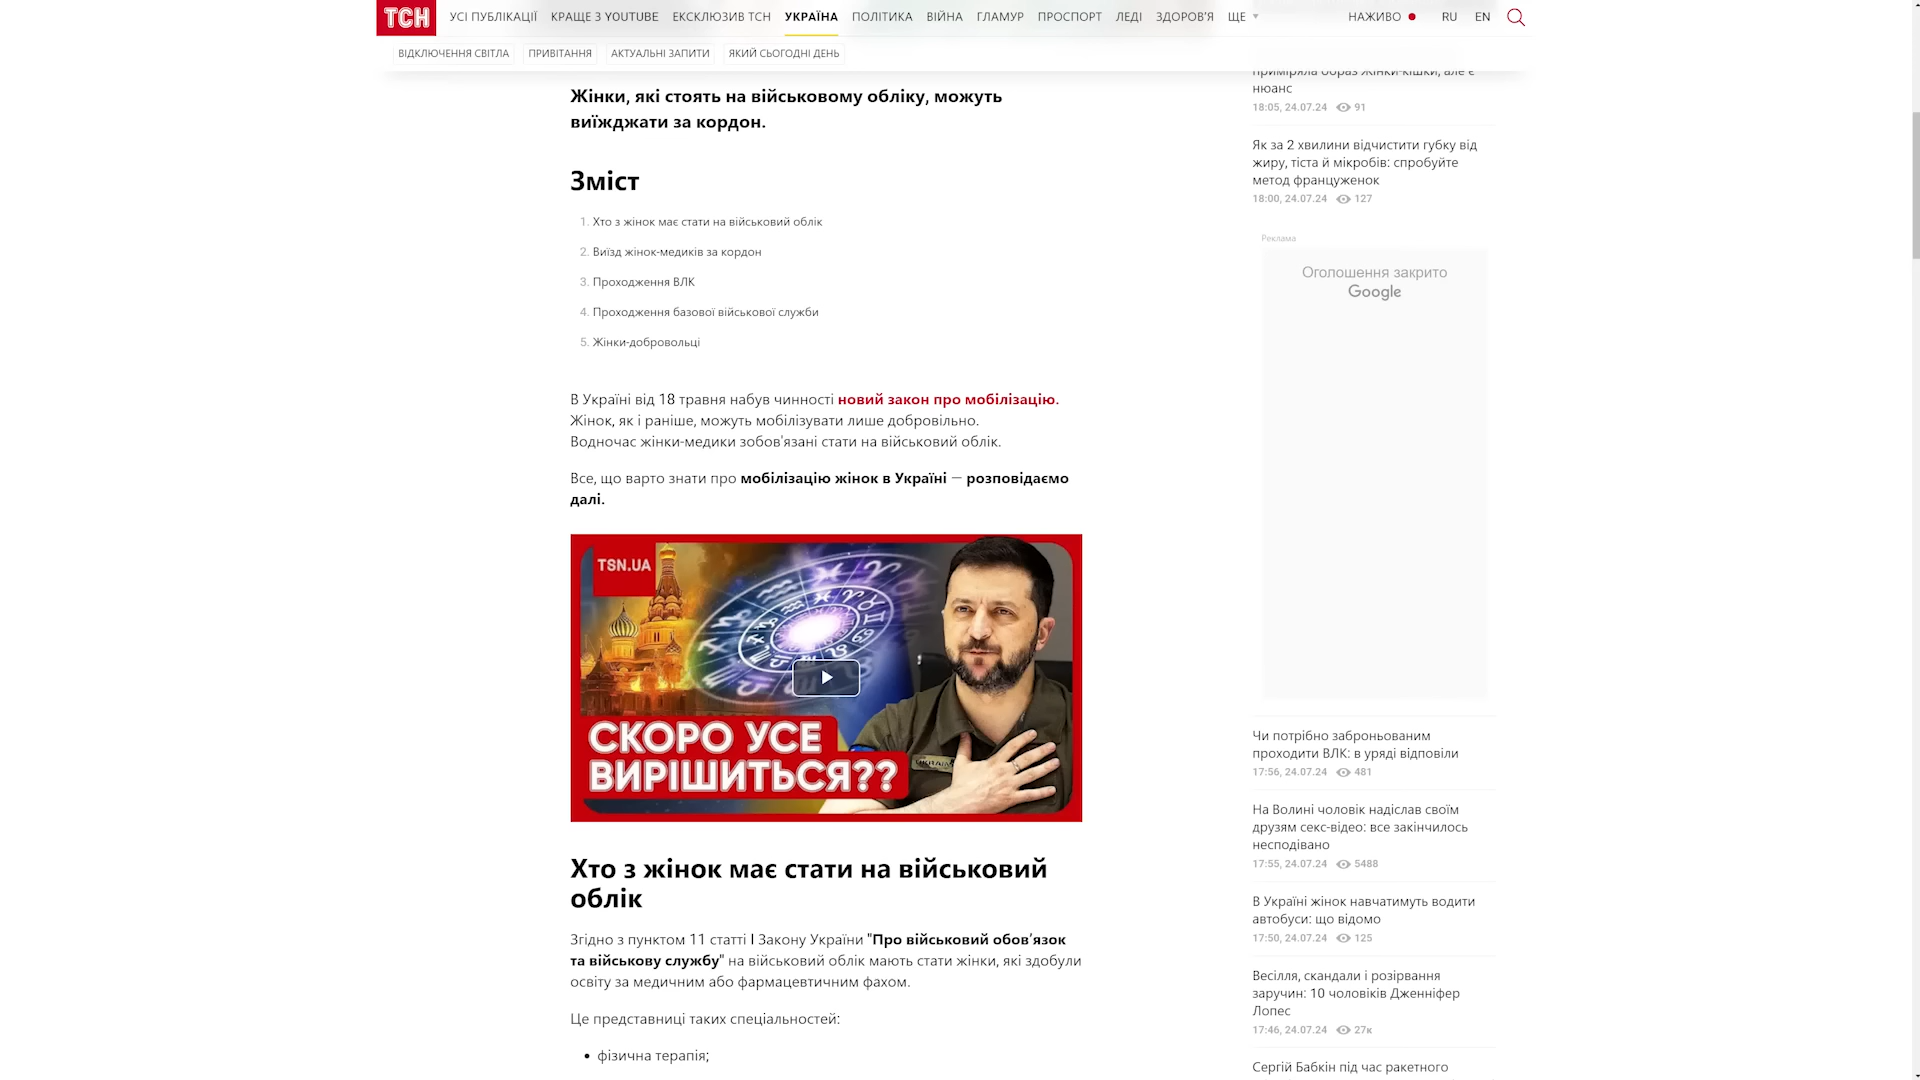 ТСН
УСІ ПУБЛІКАЦІЇ КРАЩЕ З YOUTUBE ЕКСКЛЮЗИВ ТСН УКРАЇНА ПОЛІТИКА ВІЙНА ГЛАМУР ПРОСПОРТ ЛЕДІ ЗДОРОВ'Я ЩЕ НАЖИВО RU EN
ВІДКЛЮЧЕННЯ СВІТЛА ПРИВІТАННЯ АКТУАЛЬНІ ЗАПИТИ ЯКИЙ СЬОГОДНІ ДЕНЬ
Жінки, які стоять на військовому обліку, можуть
виїжджати за кордон.
Зміст
1. Хто з жінок має стати на військовий облік
2. Виїзд жінок-медиків за кордон
3. Проходження ВЛК
4. Проходження базової військової служби
5. Жінки-добровольці
В Україні від 18 травня набув чинності новий закон про мобілізацію.
Жінок, як і раніше, можуть мобілізувати лише добровільно.
Водночас жінки-медики зобов'язані стати на військовий облік.
Все, що варто знати про мобілізацію жінок в Україні — розповідаємо
далі.
TSN.UA
СКОРО УСЕ
ВИРІШИТЬСЯ??
Хто з жінок має стати на військовий
облік
Згідно з пунктом 11 статті I Закону України "Про військовий обов’язок
та військову службу" на військовий облік мають стати жінки, які здобули
освіту за медичним або фармацевтичним фахом.
Це представниці таких спеціальностей:
• фізична терапія;
приміряла образ Жінки-кішки, але є
нюанс
18:05, 24.07.24 91
Як за 2 хвилини відчистити губку від
жиру, тіста й мікробів: спробуйте
метод француженок
18:00, 24.07.24 127
Реклама
Оголошення закрито
Google
Чи потрібно заброньованим
проходити ВЛК: в уряді відповіли
17:56, 24.07.24 481
На Волині чоловік надіслав своїм
друзям секс-відео: все закінчилось
несподівано
17:55, 24.07.24 5488
В Україні жінок навчатимуть водити
автобуси: що відомо
17:50, 24.07.24 125
Весілля, скандали і розірвання
заручин: 10 чоловіків Дженніфер
Лопес
17:46, 24.07.24 27к
Сергій Бабкін під час ракетного